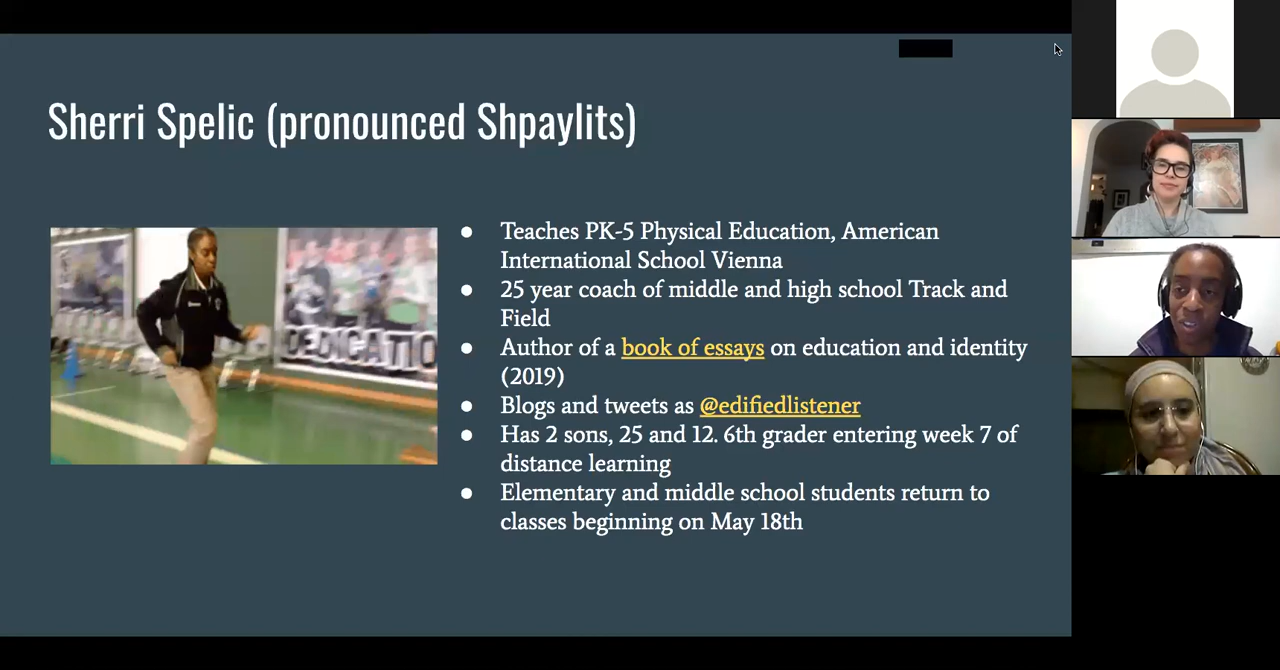 Sherri Spelic (pronounced Shpaylits)
DEDICATIO
● Teaches PK-5 Physical Education, American
International School Vienna
● 25 year coach of middle and high school Track and
Field
● Author of a book of essays on education and identity
(2019)
● Blogs and tweets as @edifiedlistener
● Has 2 sons, 25 and 12. 6th grader entering week 7 of
distance learning
● Elementary and middle school students return to
classes beginning on May 18th